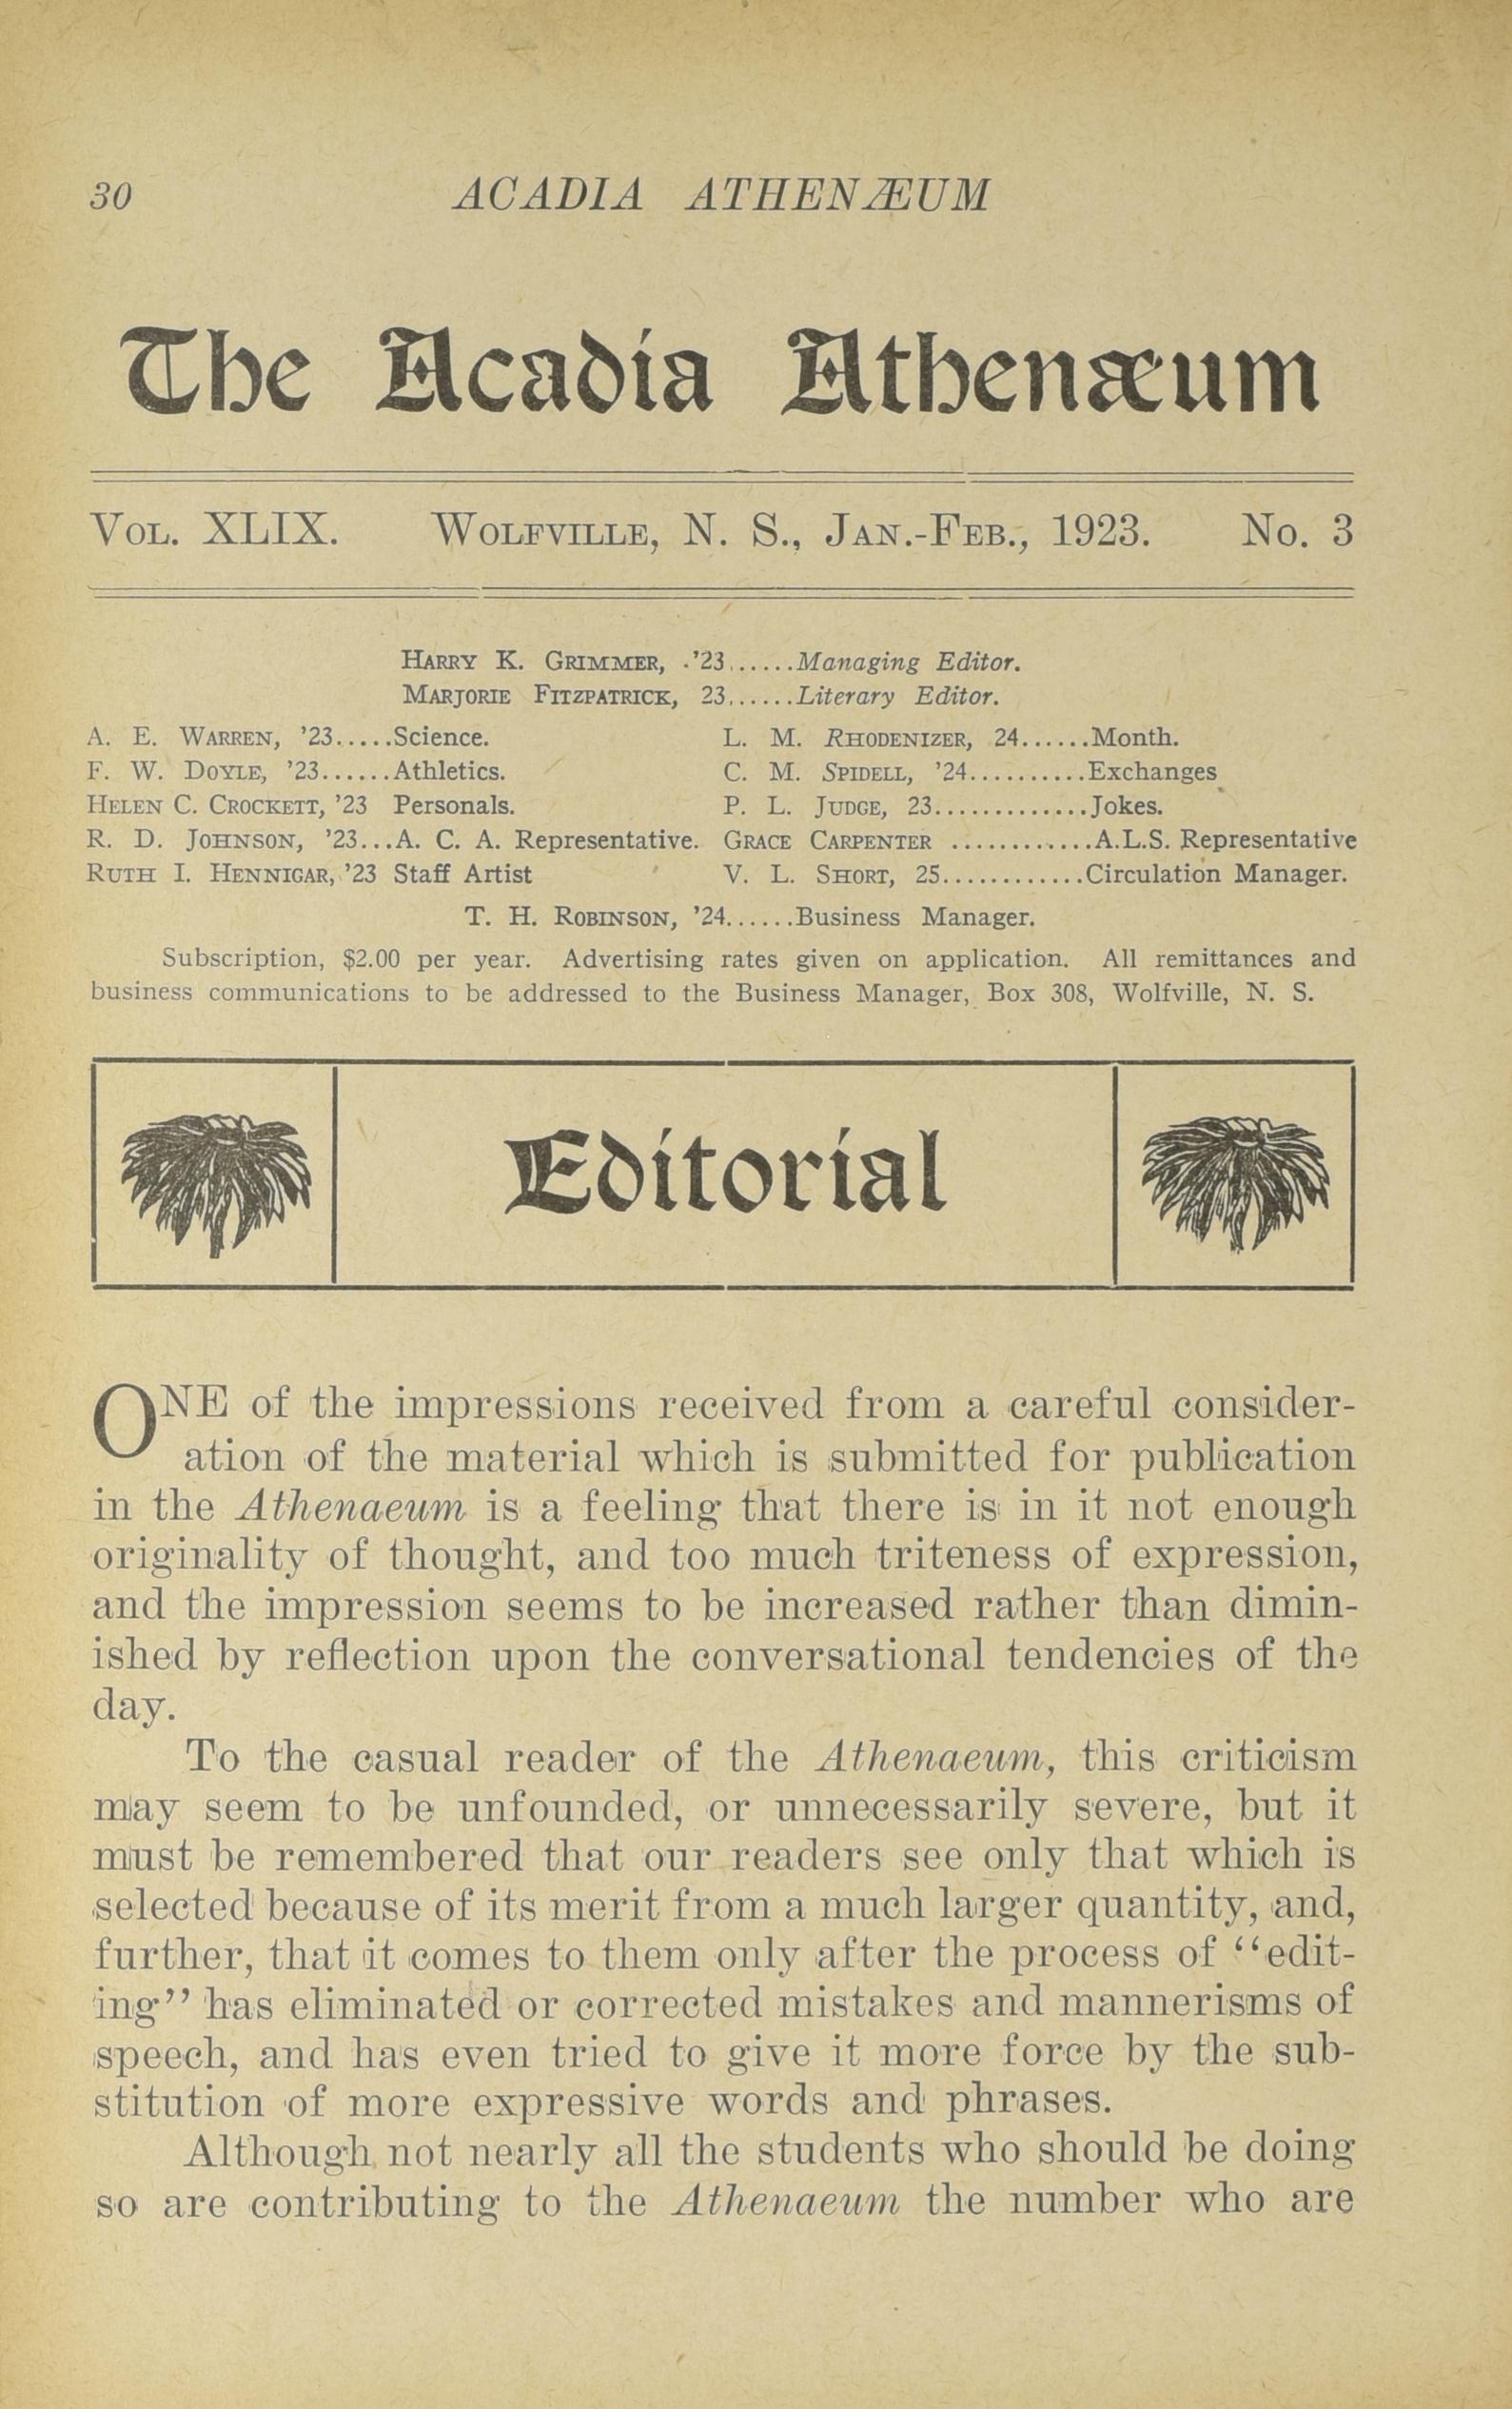 30 ACADIA ATHENÆUM
The Acadia Athenæum
VOL. XLIX. WOLFVILLE, N. S., JAN.-FEB., 1923. No. 3
HARRY K. GRIMMER, '23......Managing Editor.
MARJORIE FITZPATRICK, 23......Literary Editor.
A. E. WARREN, '23.....Science. L. M. RHODENIZER, 24......Month.
F. W. DOYLE, '23......Athletics. C. M. SPIDELL, '24..........Exchanges
HELEN C. CROCKETT, '23 Personals. P. L. JUDGE, 23.............Jokes.
R. D. JOHNSON, '23...A. C. A. Representative. GRACE CARPENTER ............A.L.S. Representative
RUTH I. HENNIGAR, '23 Staff Artist V. L. SHORT, 25............Circulation Manager.
T. H. ROBINSON, '24......Business Manager.
Subscription, $2.00 per year. Advertising rates given on application. All remittances and
business communications to be addressed to the Business Manager, Box 308, Wolfville, N. S.
Editorial
ONE of the impressions received from a careful consider-
ation of the material which is submitted for publication
in the Athenaeum is a feeling that there is in it not enough
originality of thought, and too much triteness of expression,
and the impression seems to be increased rather than dimin-
ished by reflection upon the conversational tendencies of the
day.
To the casual reader of the Athenaeum, this criticism
may seem to be unfounded, or unnecessarily severe, but it
must be remembered that our readers see only that which is
selected because of its merit from a much larger quantity, and,
further, that it comes to them only after the process of "edit-
ing" has eliminated or corrected mistakes and mannerisms of
speech, and has even tried to give it more force by the sub-
stitution of more expressive words and phrases.
Although not nearly all the students who should be doing
so are contributing to the Athenaeum the number who are